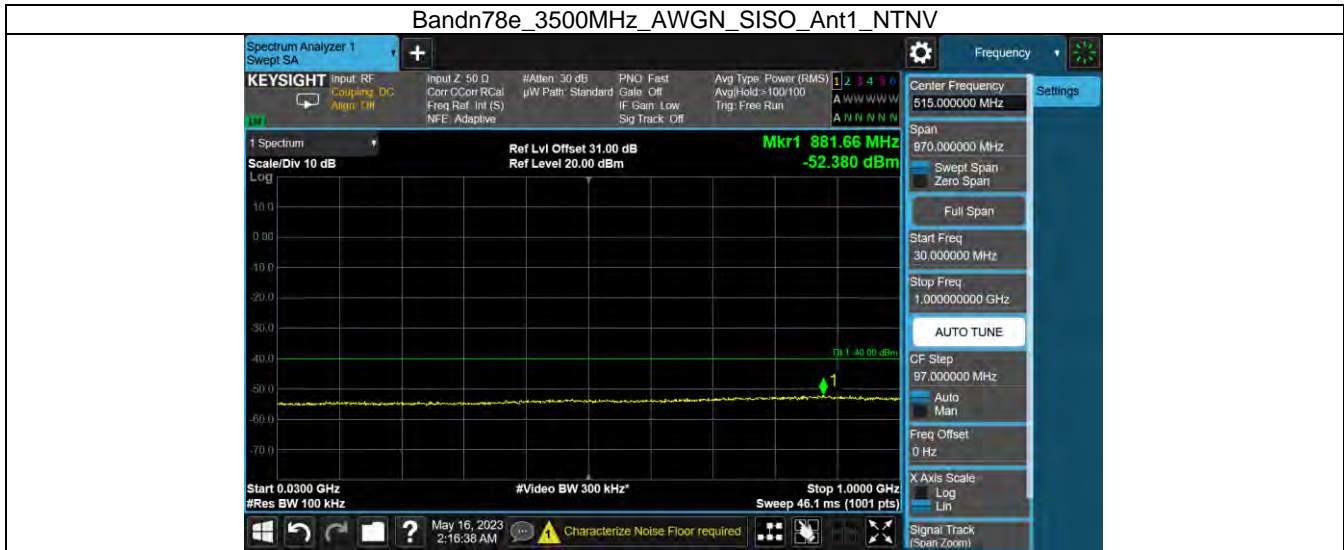 Bandn78e_3500MHz_AWGN_SISO_Ant1_NTNV
Spectrum Analyzer 1
Swept SA
Frequency
KEYSIGHT
Input: RF
Coupling: DC
Align: Off
Input Z: 50 Ω
Corr CCorr RCal
Freq Ref: Int (S)
NFE: Adaptive
#Atten: 30 dB
µW Path: Standard
PNO: Fast
Gate: Off
IF Gain: Low
Sig Track: Off
Avg Type: Power (RMS)
Avg|Hold:>100/100
Trig: Free Run
1 2 3 4 5 6
A W W W W W
A N N N N N
1 Spectrum
Scale/Div 10 dB
Log
Ref Lvl Offset 31.00 dB
Ref Level 20.00 dBm
Mkr1 881.66 MHz
-52.380 dBm
10.0
0.00
-10.0
-20.0
-30.0
-40.0
-50.0
-60.0
-70.0
DL1 -40.00 dBm
1
Start 0.0300 GHz
#Res BW 100 kHz
#Video BW 300 kHz*
Stop 1.0000 GHz
Sweep 46.1 ms (1001 pts)
Center Frequency
515.000000 MHz
Settings
Span
970.000000 MHz
Swept Span
Zero Span
Full Span
Start Freq
30.000000 MHz
Stop Freq
1.000000000 GHz
AUTO TUNE
CF Step
97.000000 MHz
Auto
Man
Freq Offset
0 Hz
X Axis Scale
Log
Lin
Signal Track
(Span Zoom)
?
May 16, 2023
2:16:38 AM
Characterize Noise Floor required